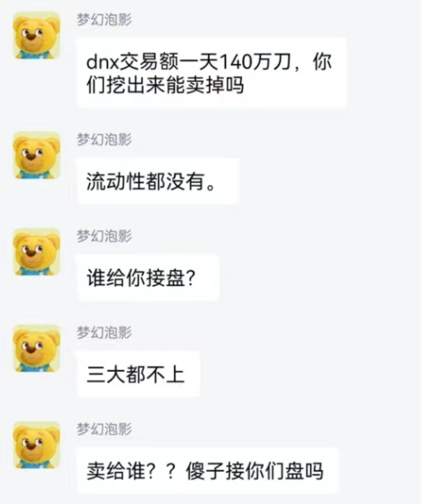 梦幻泡影
dnx交易额一天140万刀，你
们挖出来能卖掉吗
梦幻泡影
流动性都没有。
梦幻泡影
谁给你接盘？
梦幻泡影
三大都不上
梦幻泡影
卖给谁？？傻子接你们盘吗